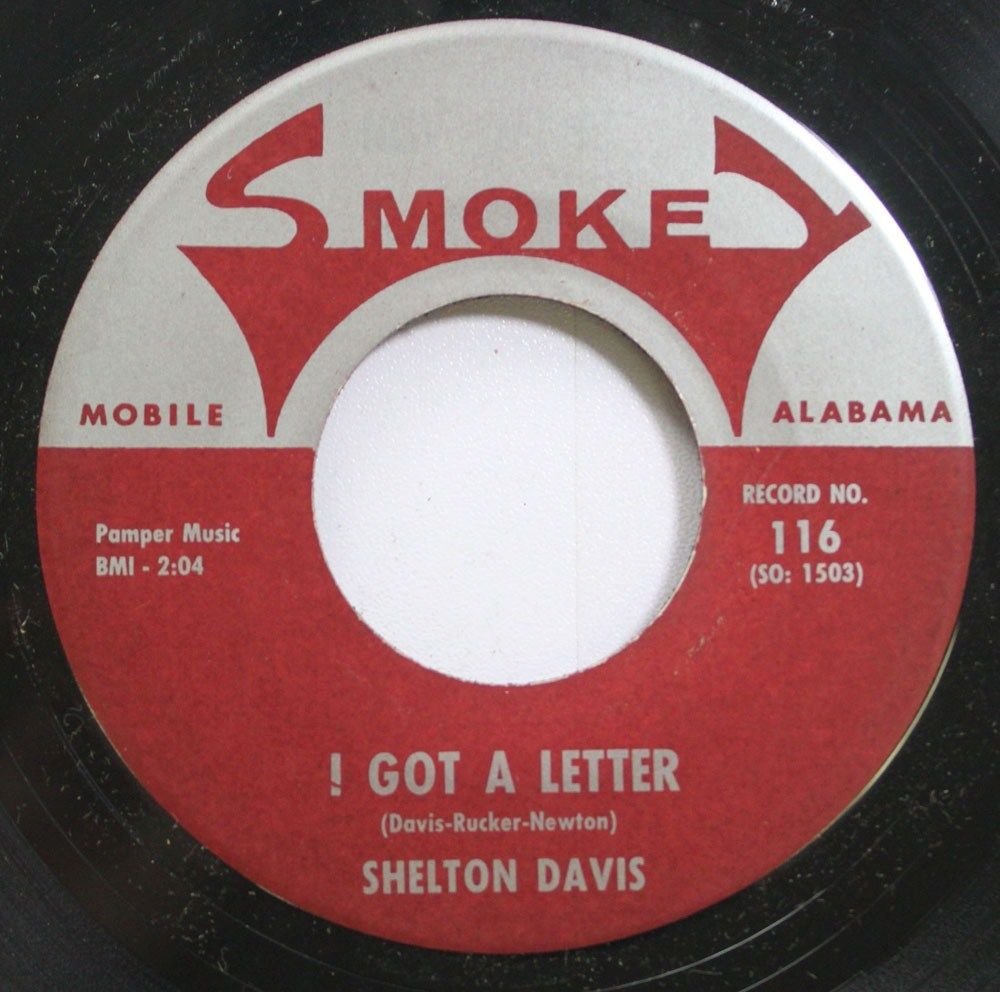 SMOKEY
MOBILE
ALABAMA
Pamper Music
BMI - 2:04
RECORD NO.
116
(SO: 1503)
! GOT A LETTER
(Davis-Rucker-Newton)
SHELTON DAVIS